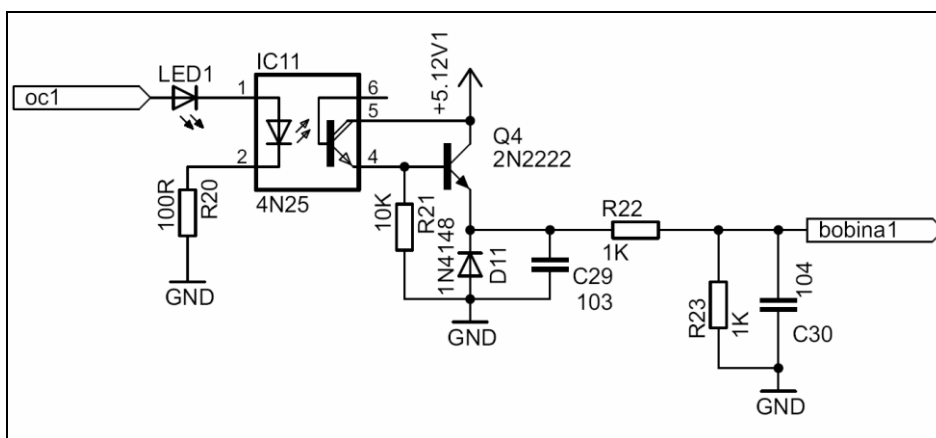 oc1
LED1
IC11
1
2
6
5
4
4N25
100R
R20
GND
+5.12V1
Q4
2N2222
10K
R21
1N4148
D11
C29
103
GND
R22
1K
bobina1
R23
1K
104
C30
GND